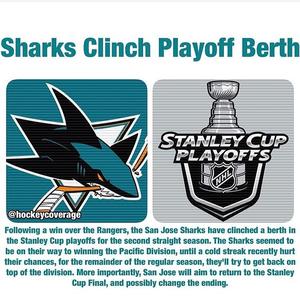 Sharks Clinch Playoff Berth
STANLEY CUP
PLAYOFFS
NHL
@hockeycoverage
Following a win over the Rangers, the San Jose Sharks have clinched a berth in
the Stanley Cup playoffs for the second straight season. The Sharks seemed to
be on their way to winning the Pacific Division, until a cold streak recently hurt
their chances, for the remainder of the regular season, they'll try to get back on
top of the division. More importantly, San Jose will aim to return to the Stanley
Cup Final, and possibly change the ending.